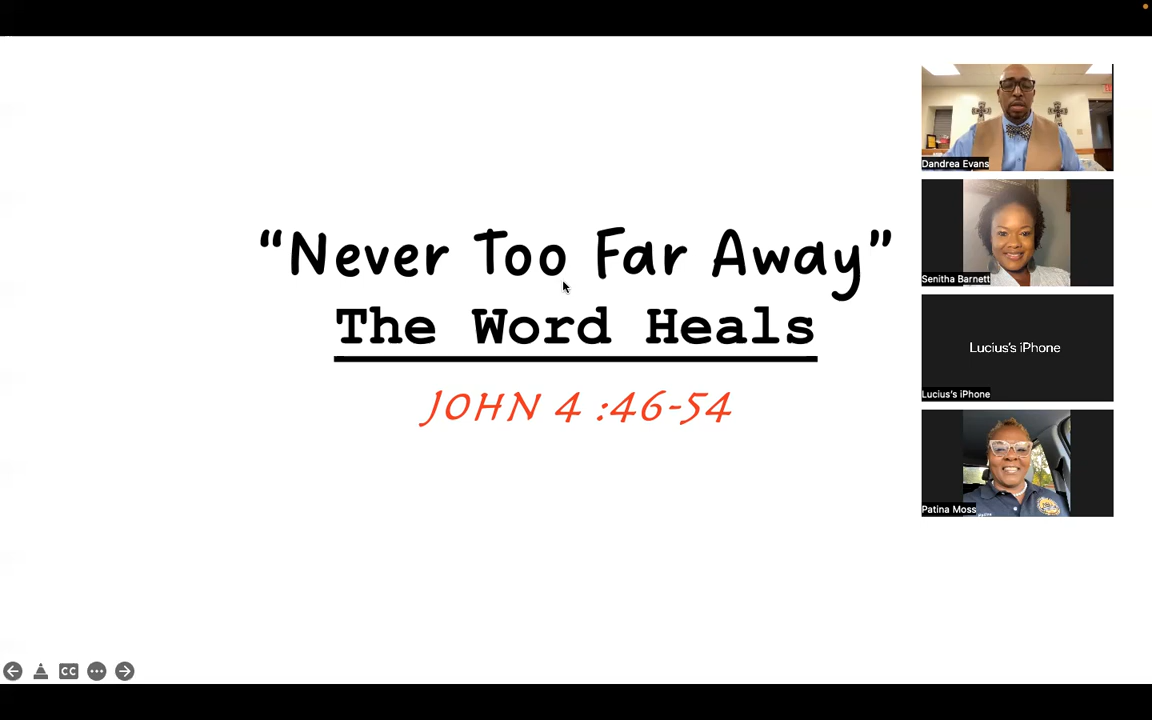 “Never Too Far Away”
The Word Heals
JOHN 4 :46-54
Dandrea Evans
Senitha Barnett
Lucius's iPhone
Lucius's iPhone
Patina Moss
CC